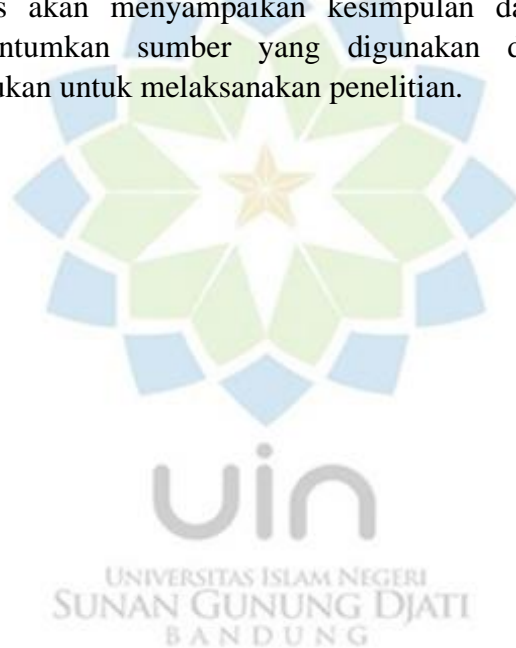 s akan menyampaikan kesimpulan da
ntumkan sumber yang digunakan d
ukan untuk melaksanakan penelitian.
uin
UNIVERSITAS ISLAM NEGERI
SUNAN GUNUNG DJATI
BANDUNG